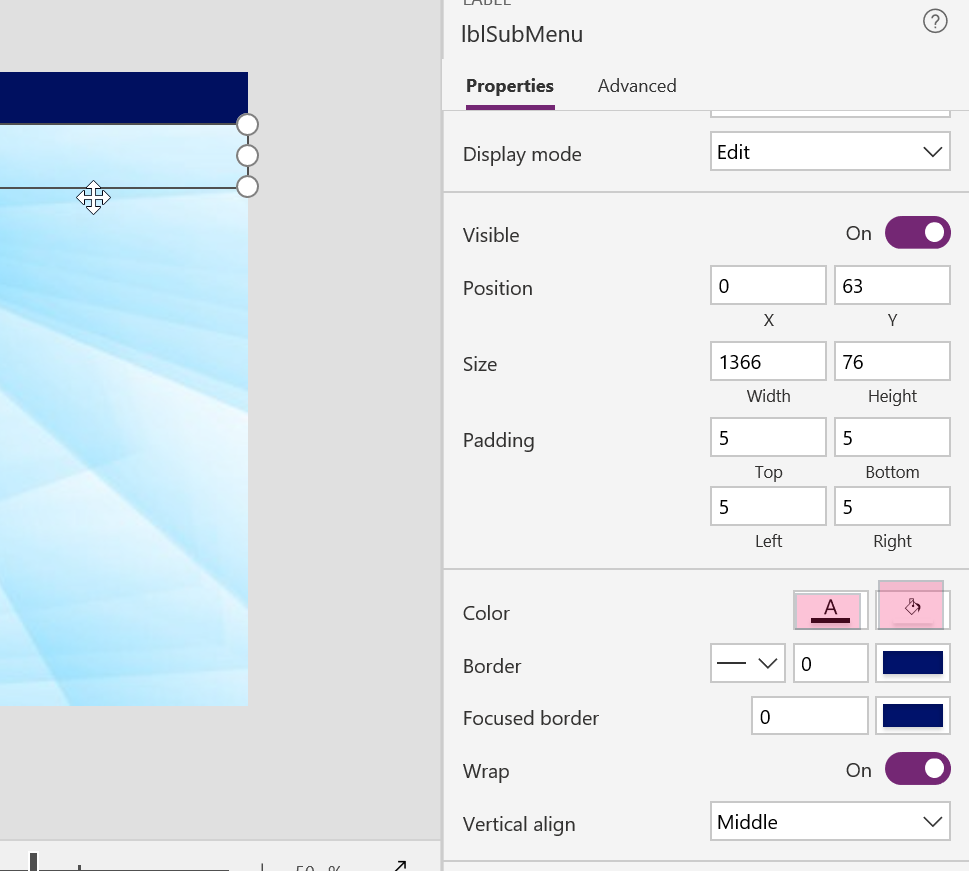 LABEL
lblSubMenu
?
Properties Advanced
Display mode Edit
Visible On
Position 0 63
X Y
Size 1366 76
Width Height
Padding 5 5
Top Bottom
5 5
Left Right
Color A
Border 0
Focused border 0
Wrap On
Vertical align Middle
50 %